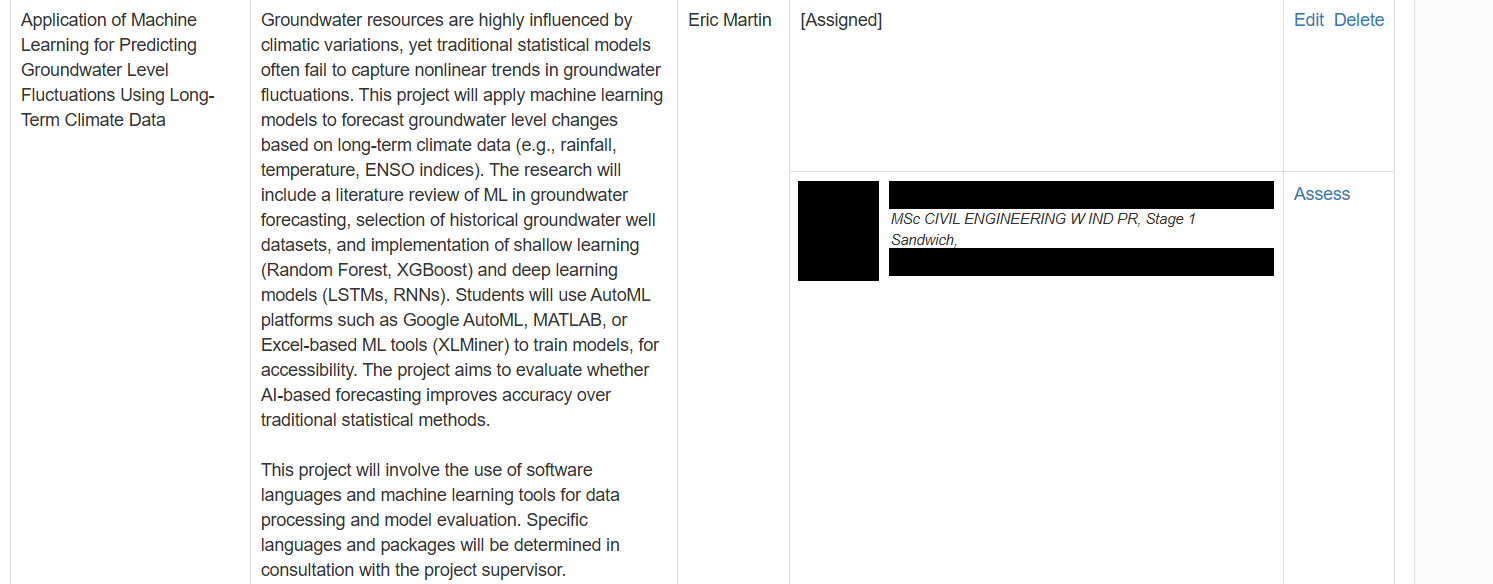 Application of Machine
Learning for Predicting
Groundwater Level
Fluctuations Using Long-
Term Climate Data
Groundwater resources are highly influenced by
climatic variations, yet traditional statistical models
often fail to capture nonlinear trends in groundwater
fluctuations. This project will apply machine learning
models to forecast groundwater level changes
based on long-term climate data (e.g., rainfall,
temperature, ENSO indices). The research will
include a literature review of ML in groundwater
forecasting, selection of historical groundwater well
datasets, and implementation of shallow learning
(Random Forest, XGBoost) and deep learning
models (LSTMs, RNNs). Students will use AutoML
platforms such as Google AutoML, MATLAB, or
Excel-based ML tools (XLMiner) to train models, for
accessibility. The project aims to evaluate whether
AI-based forecasting improves accuracy over
traditional statistical methods.
This project will involve the use of software
languages and machine learning tools for data
processing and model evaluation. Specific
languages and packages will be determined in
consultation with the project supervisor.
Eric Martin
[Assigned]
Edit Delete
MSc CIVIL ENGINEERING W IND PR, Stage 1
Sandwich,
Assess